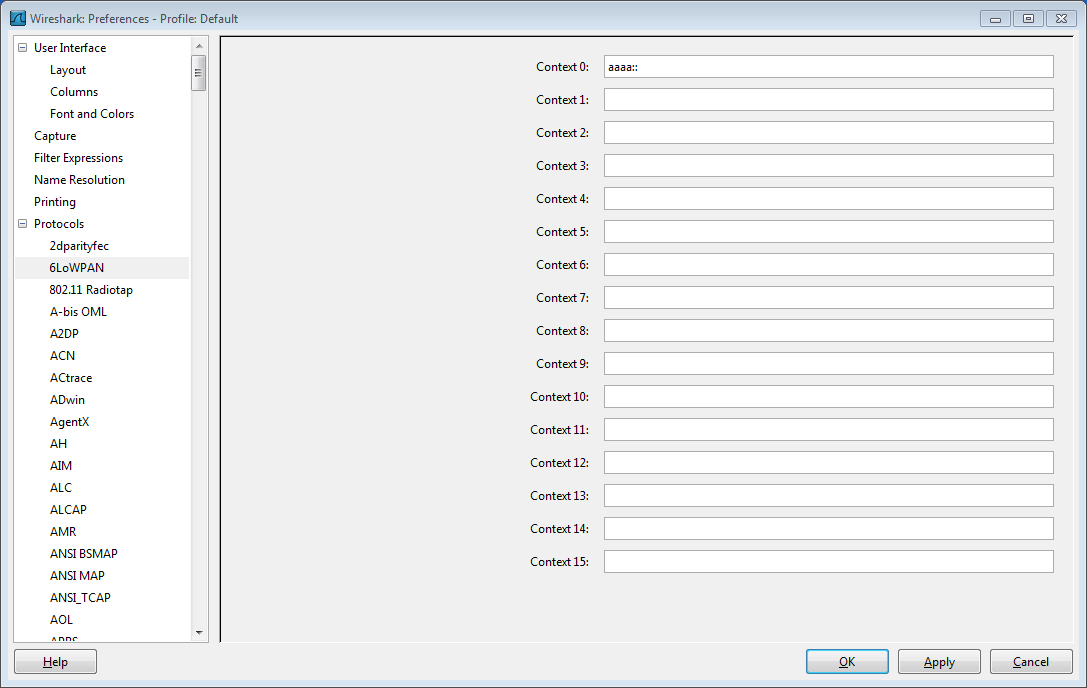 Wireshark: Preferences - Profile: Default
User Interface
Layout
Columns
Font and Colors
Capture
Filter Expressions
Name Resolution
Printing
Protocols
2dparityfec
6LoWPAN
802.11 Radiotap
A-bis OML
A2DP
ACN
ACtrace
ADwin
AgentX
AH
AIM
ALC
ALCAP
AMR
ANSI BSMAP
ANSI MAP
ANSI_TCAP
AOL
Context 0: aaaa::
Context 1:
Context 2:
Context 3:
Context 4:
Context 5:
Context 6:
Context 7:
Context 8:
Context 9:
Context 10:
Context 11:
Context 12:
Context 13:
Context 14:
Context 15:
Help
OK
Apply
Cancel